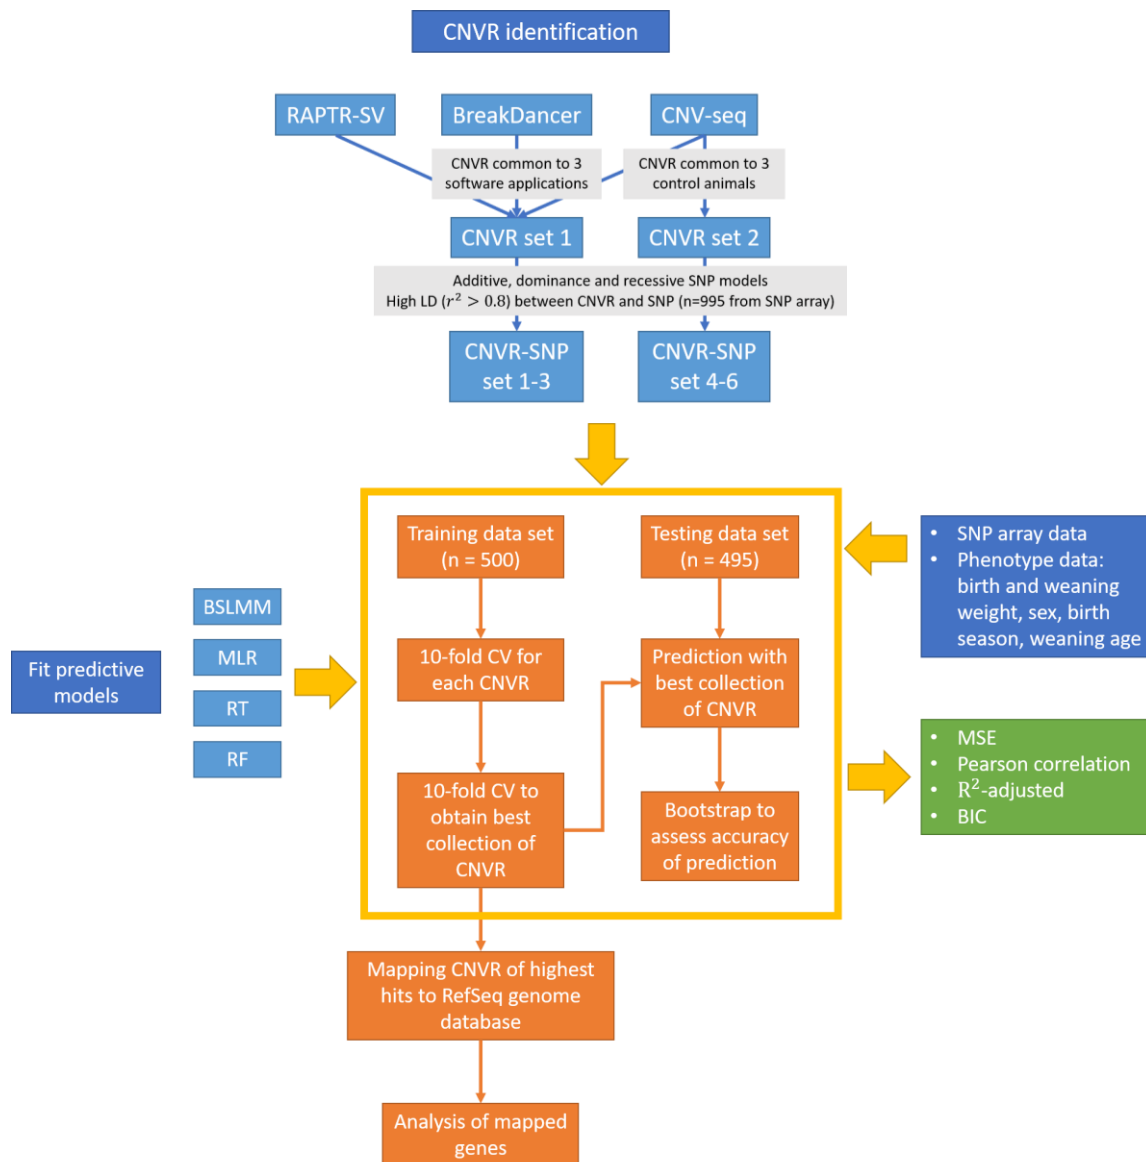 CNVR identification
RAPTR-SV
BreakDancer
CNV-seq
CNVR common to 3
software applications
CNVR common to 3
control animals
CNVR set 1
CNVR set 2
Additive, dominance and recessive SNP models
High LD (r² > 0.8) between CNVR and SNP (n=995 from SNP array)
CNVR-SNP
set 1-3
CNVR-SNP
set 4-6
Fit predictive
models
BSLMM
MLR
RT
RF
Training data set
(n = 500)
10-fold CV for
each CNVR
10-fold CV to
obtain best
collection of
CNVR
Testing data set
(n = 495)
Prediction with
best collection
of CNVR
Bootstrap to
assess accuracy
of prediction
• SNP array data
• Phenotype data:
birth and weaning
weight, sex, birth
season, weaning age
• MSE
• Pearson correlation
• R²-adjusted
• BIC
Mapping CNVR of highest
hits to RefSeq genome
database
Analysis of mapped
genes